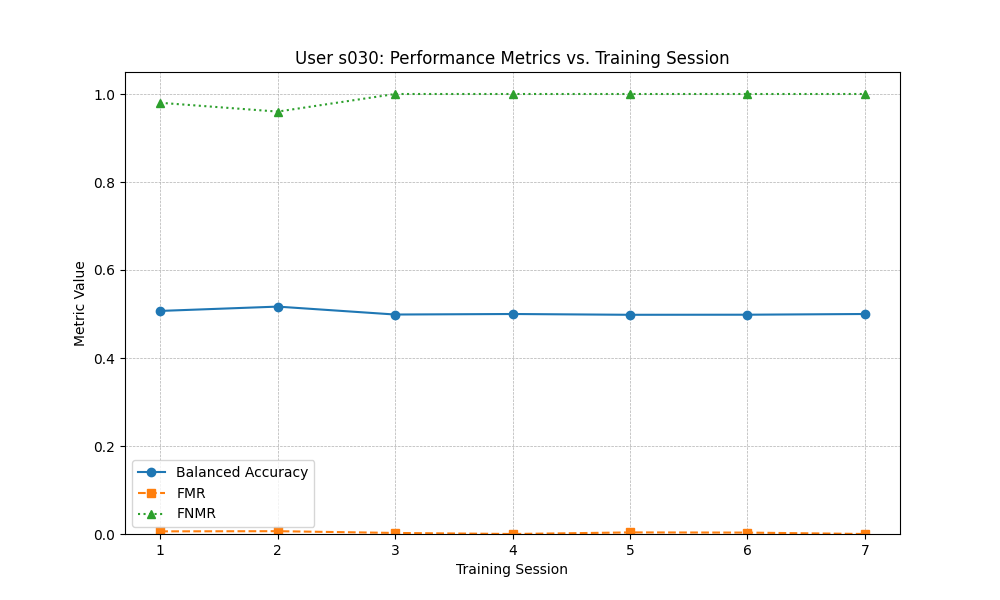 User s030: Performance Metrics vs. Training Session
1.0
0.8
0.6
0.4
0.2
0.0
Metric Value
Balanced Accuracy
FMR
FNMR
1 2 3 4 5 6 7
Training Session